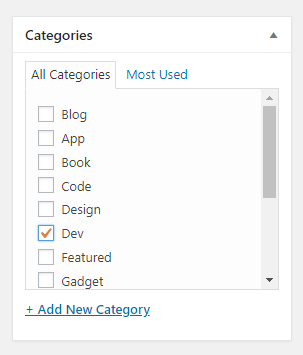 Categories
All Categories Most Used
Blog
App
Book
Code
Design
Dev
Featured
Gadget
+ Add New Category